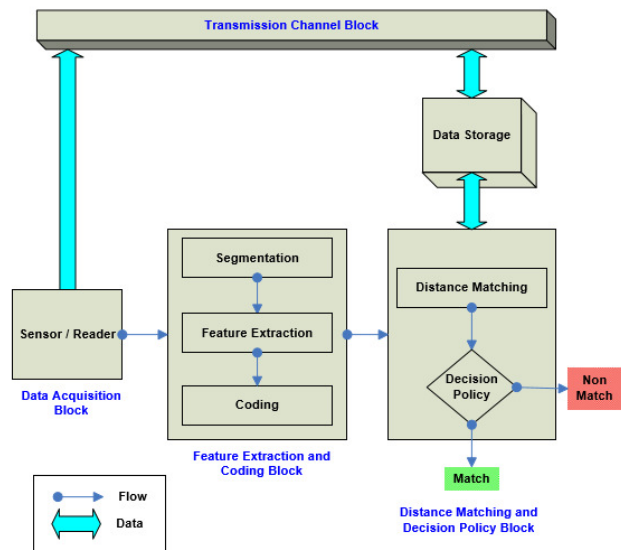 Transmission Channel Block
Data Storage
Segmentation
Feature Extraction
Coding
Sensor / Reader
Data Acquisition
Block
Feature Extraction and
Coding Block
Distance Matching
Decision
Policy
Non
Match
Match
Distance Matching and
Decision Policy Block
Flow
Data